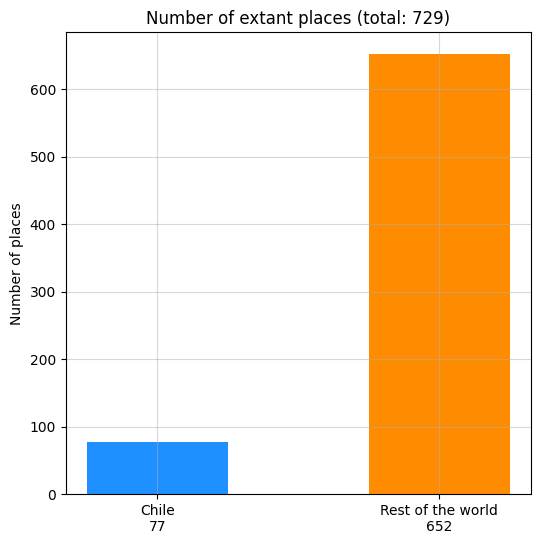 Number of extant places (total: 729)
Number of places
600
500
400
300
200
100
0
Chile
77
Rest of the world
652